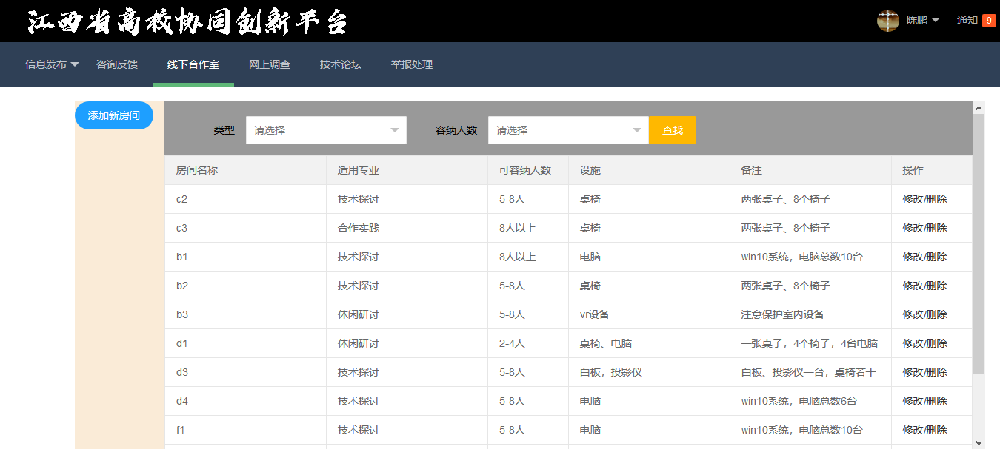 江西省高校协同创新平台
陈鹏 通知 9
信息发布 咨询反馈 线下合作室 网上调查 技术论坛 举报处理
添加新房间
类型 请选择 容纳人数 请选择 查找
房间名称 适用专业 可容纳人数 设施 备注 操作
c2 技术探讨 5-8人 桌椅 两张桌子、8个椅子 修改/删除
c3 合作实践 8人以上 桌椅 两张桌子、8个椅子 修改/删除
b1 技术探讨 8人以上 电脑 win10系统，电脑总数10台 修改/删除
b2 技术探讨 5-8人 桌椅 两张桌子、8个椅子 修改/删除
b3 休闲研讨 5-8人 vr设备 注意保护室内设备 修改/删除
d1 休闲研讨 2-4人 桌椅、电脑 一张桌子，4个椅子，4台电脑 修改/删除
d3 技术探讨 5-8人 白板，投影仪 白板、投影仪一台，桌椅若干 修改/删除
d4 技术探讨 5-8人 电脑 win10系统，电脑总数6台 修改/删除
f1 技术探讨 5-8人 电脑 win10系统，电脑总数10台 修改/删除